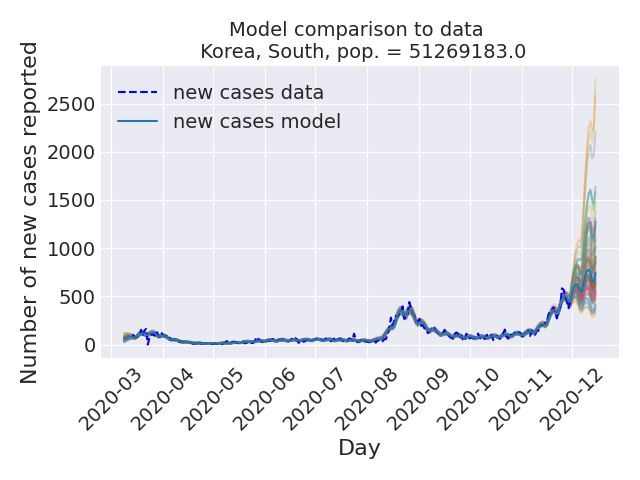 Model comparison to data
Korea, South, pop. = 51269183.0
Number of new cases reported
2500
2000
1500
1000
500
0
new cases data
new cases model
2020-03
2020-04
2020-05
2020-06
2020-07
2020-08
2020-09
2020-10
2020-11
2020-12
Day